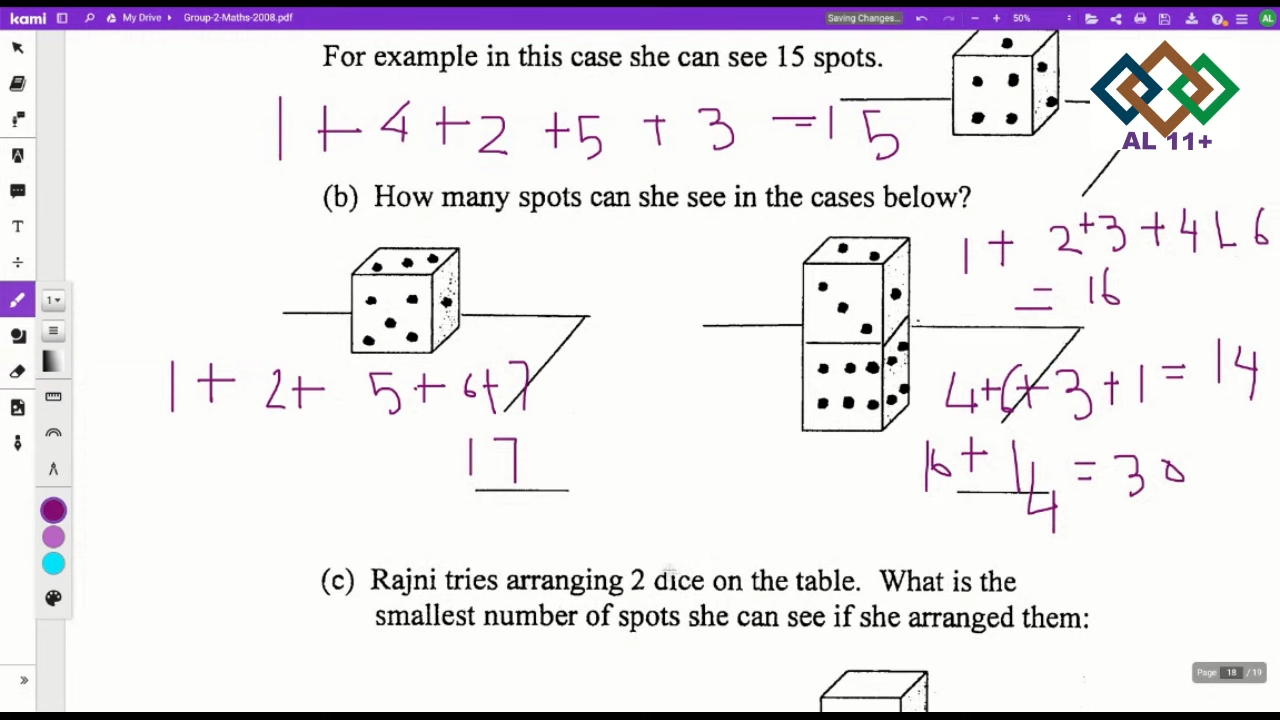 kami My Drive Group-2-Maths-2008.pdf Saving Changes... 50% AL
For example in this case she can see 15 spots.
AL 11+
1 + 4 + 2 + 5 + 3 = 15
(b) How many spots can she see in the cases below?
1 + 2 + 3 + 4 + 6
= 16
1 + 2 + 5 + 6 + 7
17
4 + 6 + 3 + 1 = 14
16 + 14 = 30
(c) Rajni tries arranging 2 dice on the table. What is the
smallest number of spots she can see if she arranged them:
Page 18 / 19